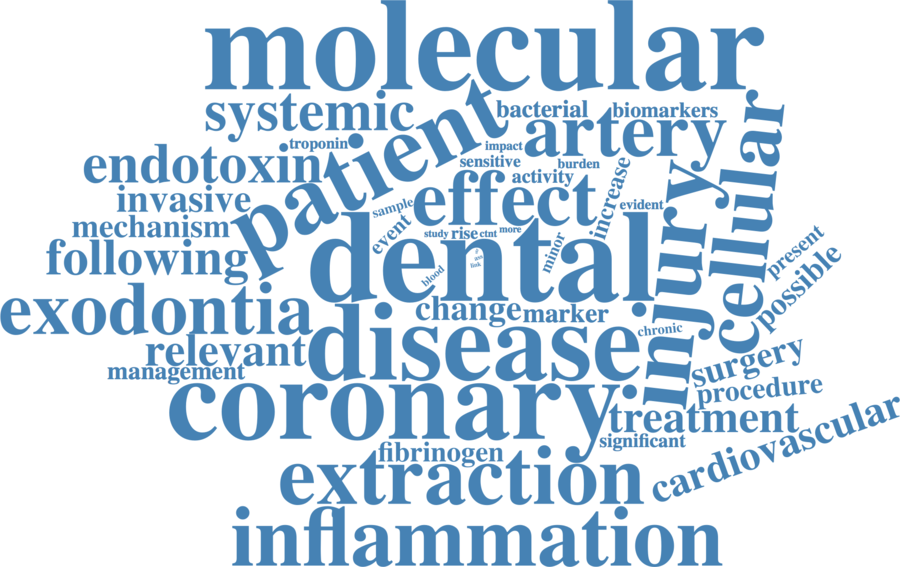 molecular
systemic
bacterial
biomarkers
patient
artery
troponin
impact
endotoxin
sensitive
burden
activity
increase
cellular
injury
invasive
effect
sample
evident
mechanism
event
study
rise
ctnt
more
following
dental
minor
present
possible
blood
link
exodontia
change
marker
chronic
disease
relevant
management
surgery
procedure
coronary
treatment
significant
cardiovascular
fibrinogen
extraction
inflammation